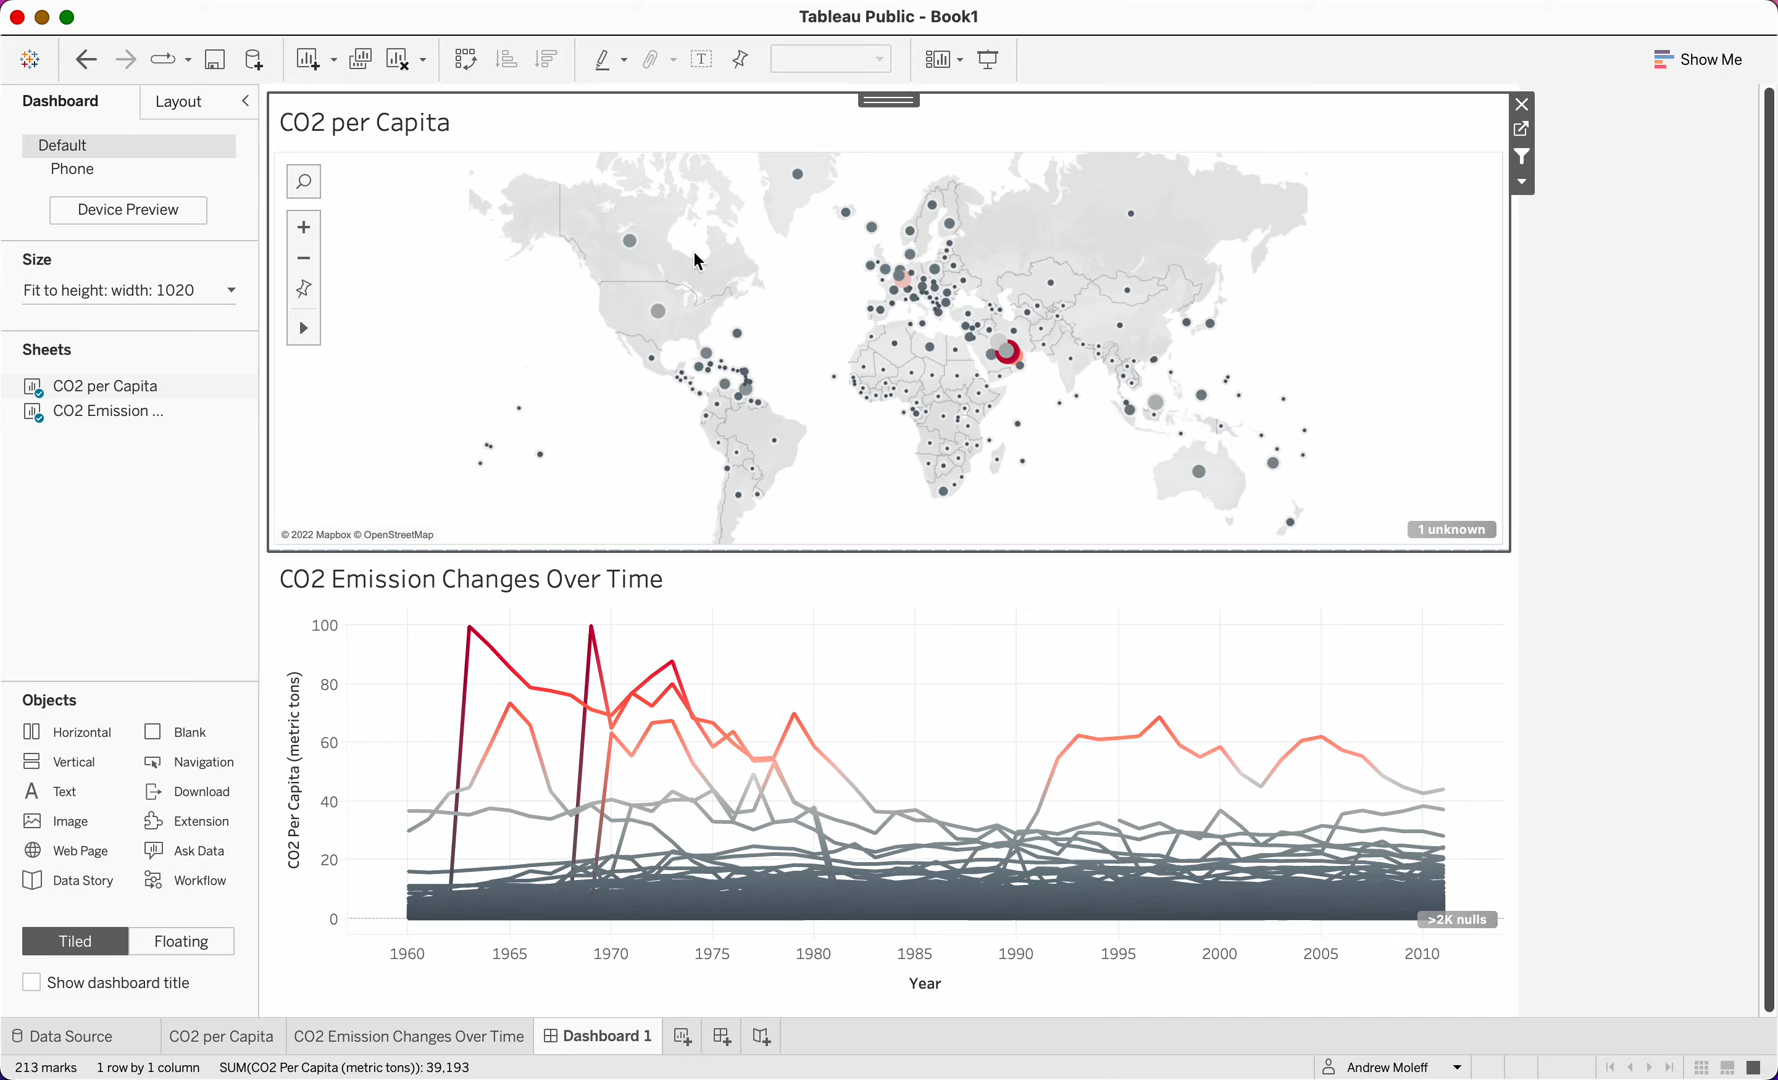 Tableau Public - Book1
Show Me
Dashboard
Layout
Default
Phone
Device Preview
Size
Fit to height: width: 1020
Sheets
CO2 per Capita
CO2 Emission ...
Objects
Horizontal
Blank
Vertical
Navigation
Text
Download
Image
Extension
Web Page
Ask Data
Data Story
Workflow
Tiled
Floating
Show dashboard title
CO2 per Capita
© 2022 Mapbox © OpenStreetMap
1 unknown
CO2 Emission Changes Over Time
CO2 Per Capita (metric tons)
100
80
60
40
20
0
>2K nulls
1960 1965 1970 1975 1980 1985 1990 1995 2000 2005 2010
Year
Data Source
CO2 per Capita
CO2 Emission Changes Over Time
Dashboard 1
213 marks 1 row by 1 column SUM(CO2 Per Capita (metric tons)): 39,193
Andrew Moleff